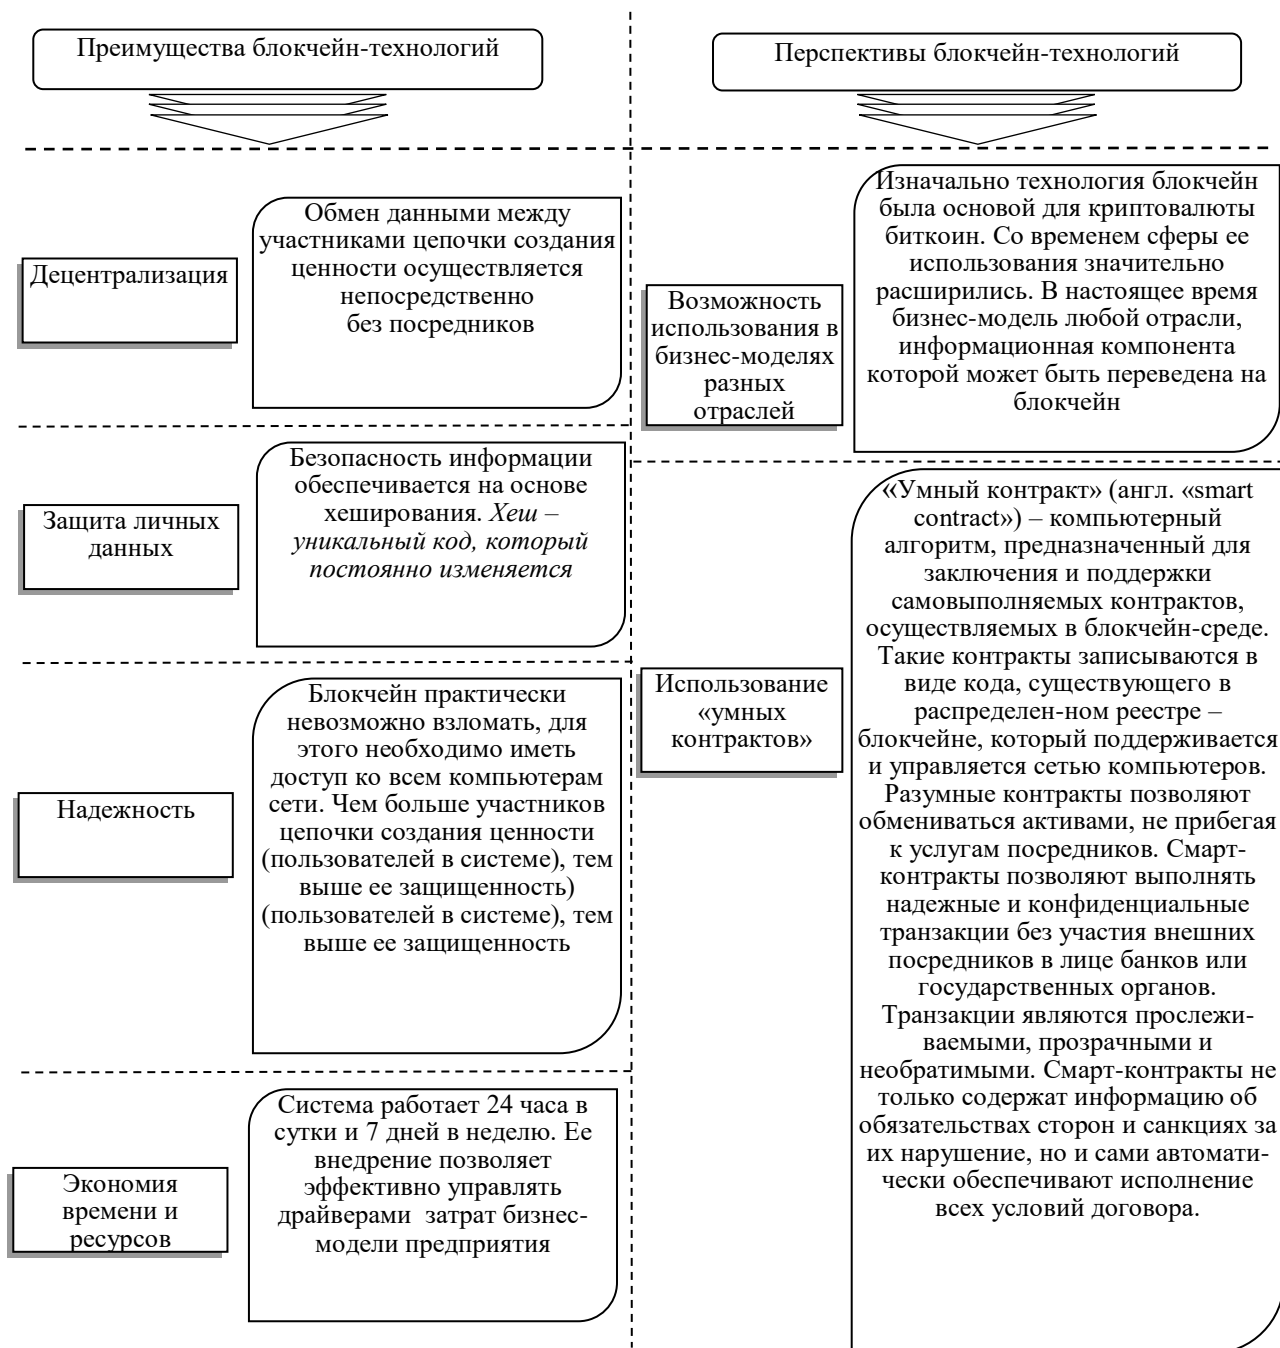 Преимущества блокчейн-технологий
Децентрализация
Обмен данными между
участниками цепочки создания
ценности осуществляется
непосредственно
без посредников
Защита личных
данных
Безопасность информации
обеспечивается на основе
хеширования. Хеш –
уникальный код, который
постоянно изменяется
Надежность
Блокчейн практически
невозможно взломать, для
этого необходимо иметь
доступ ко всем компьютерам
сети. Чем больше участников
цепочки создания ценности
(пользователей в системе), тем
выше ее защищенность)
(пользователей в системе), тем
выше ее защищенность
Экономия
времени и
ресурсов
Система работает 24 часа в
сутки и 7 дней в неделю. Ее
внедрение позволяет
эффективно управлять
драйверами затрат бизнес-
модели предприятия
Перспективы блокчейн-технологий
Возможность
использования в
бизнес-моделях
разных
отраслей
Изначально технология блокчейн
была основой для криптовалюты
биткоин. Со временем сферы ее
использования значительно
расширились. В настоящее время
бизнес-модель любой отрасли,
информационная компонента
которой может быть переведена на
блокчейн
Использование
«умных
контрактов»
«Умный контракт» (англ. «smart
contract») – компьютерный
алгоритм, предназначенный для
заключения и поддержки
самовыполняемых контрактов,
осуществляемых в блокчейн-среде.
Такие контракты записываются в
виде кода, существующего в
распределен-ном реестре –
блокчейне, который поддерживается
и управляется сетью компьютеров.
Разумные контракты позволяют
обмениваться активами, не прибегая
к услугам посредников. Смарт-
контракты позволяют выполнять
надежные и конфиденциальные
транзакции без участия внешних
посредников в лице банков или
государственных органов.
Транзакции являются прослежи-
ваемыми, прозрачными и
необратимыми. Смарт-контракты не
только содержат информацию об
обязательствах сторон и санкциях за
их нарушение, но и сами автомати-
чески обеспечивают исполнение
всех условий договора.